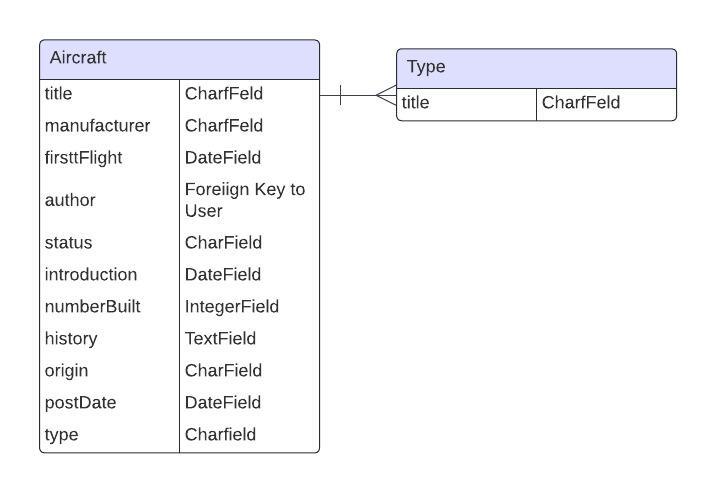 Aircraft
title CharfFeld
manufacturer CharfFeld
firsttFlight DateField
author Foreiign Key to
User
status CharField
introduction DateField
numberBuilt IntegerField
history TextField
origin CharField
postDate DateField
type Charfield
Type
title CharfFeld